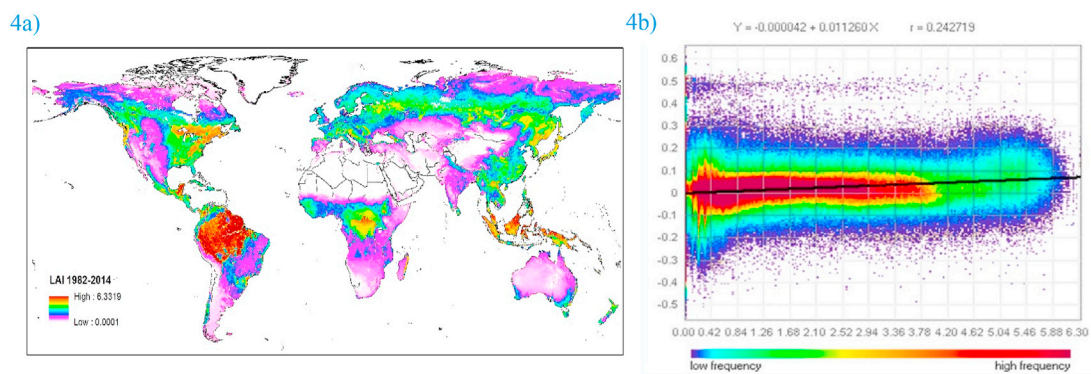 4a)
LAI 1982-2014
High : 6.3319
Low : 0.0001
4b)
Y = -0.000042 + 0.011260 X r = 0.242719
0.6
0.5
0.4
0.3
0.2
0.1
0
-0.1
-0.2
-0.3
-0.4
-0.5
0.00 0.42 0.84 1.26 1.68 2.10 2.52 2.94 3.36 3.78 4.20 4.62 5.04 5.46 5.88 6.30
low frequency high frequency